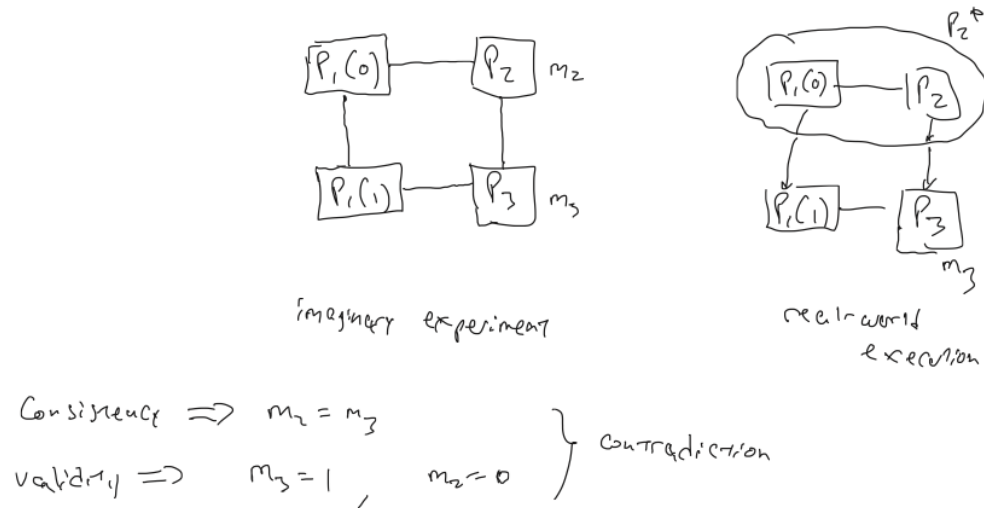 P₂*
P₁(0) P₂ m₂
P₁(0) P₂
P₁(1) P₃ m₃
P₁(1) P₃
m₃
imaginary experiment
real-world
execution
Consistency ⇒ m₂ = m₃
validity ⇒ m₃ = 1, m₂ = 0
contradiction